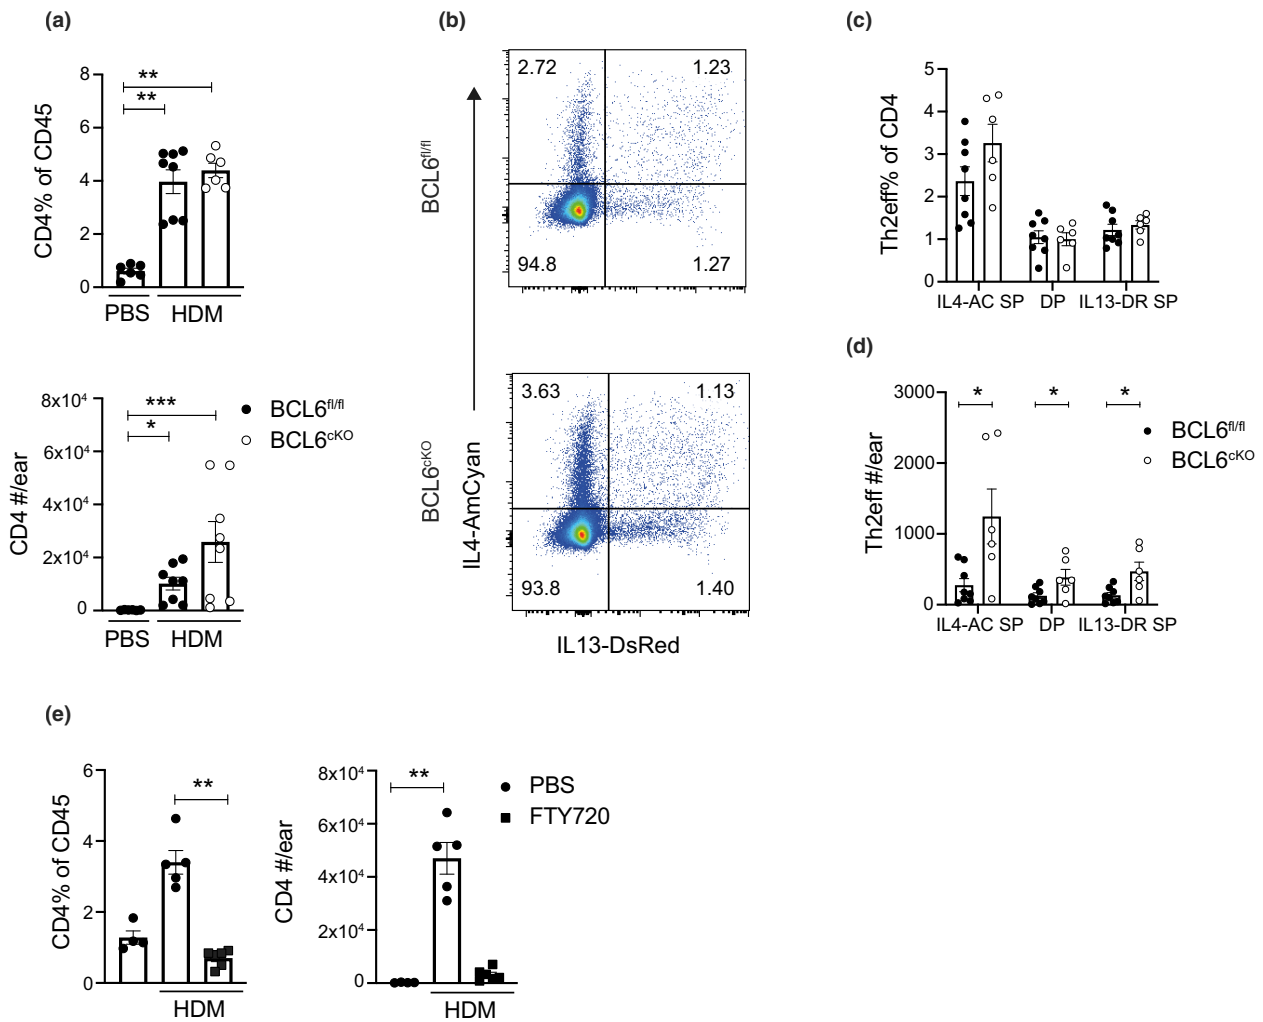 (a)
CD4% of CD45
8
6
4
2
0
**
**
PBS
HDM
CD4 #/ear
8x10⁴
6x10⁴
4x10⁴
2x10⁴
0
***
*
PBS
HDM
BCL6fl/fl
BCL6cKO
(b)
BCL6fl/fl
2.72
1.23
94.8
1.27
BCL6cKO
3.63
1.13
93.8
1.40
IL4-AmCyan
IL13-DsRed
(c)
Th2eff% of CD4
5
4
3
2
1
0
IL4-AC SP
DP
IL13-DR SP
(d)
Th2eff #/ear
3000
2000
1000
0
*
*
*
IL4-AC SP
DP
IL13-DR SP
BCL6fl/fl
BCL6cKO
(e)
CD4% of CD45
6
4
2
0
**
HDM
CD4 #/ear
8x10⁴
6x10⁴
4x10⁴
2x10⁴
0
**
HDM
PBS
FTY720